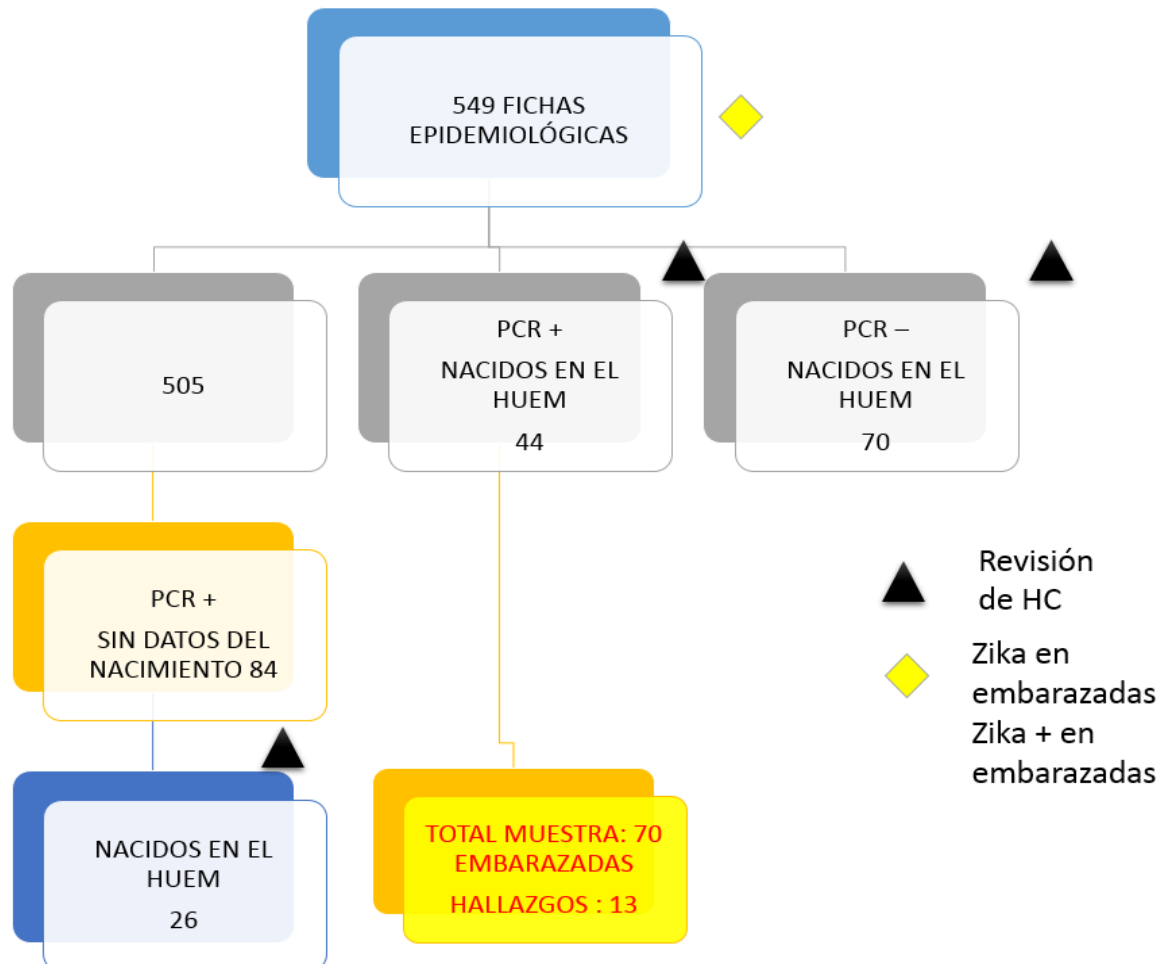 549 FICHAS
EPIDEMIOLÓGICAS
505
PCR +
NACIDOS EN EL
HUEM
44
PCR –
NACIDOS EN EL
HUEM
70
PCR +
SIN DATOS DEL
NACIMIENTO 84
NACIDOS EN EL
HUEM
26
TOTAL MUESTRA: 70
EMBARAZADAS
HALLAZGOS : 13
Revisión
de HC
Zika en
embarazadas
Zika + en
embarazadas